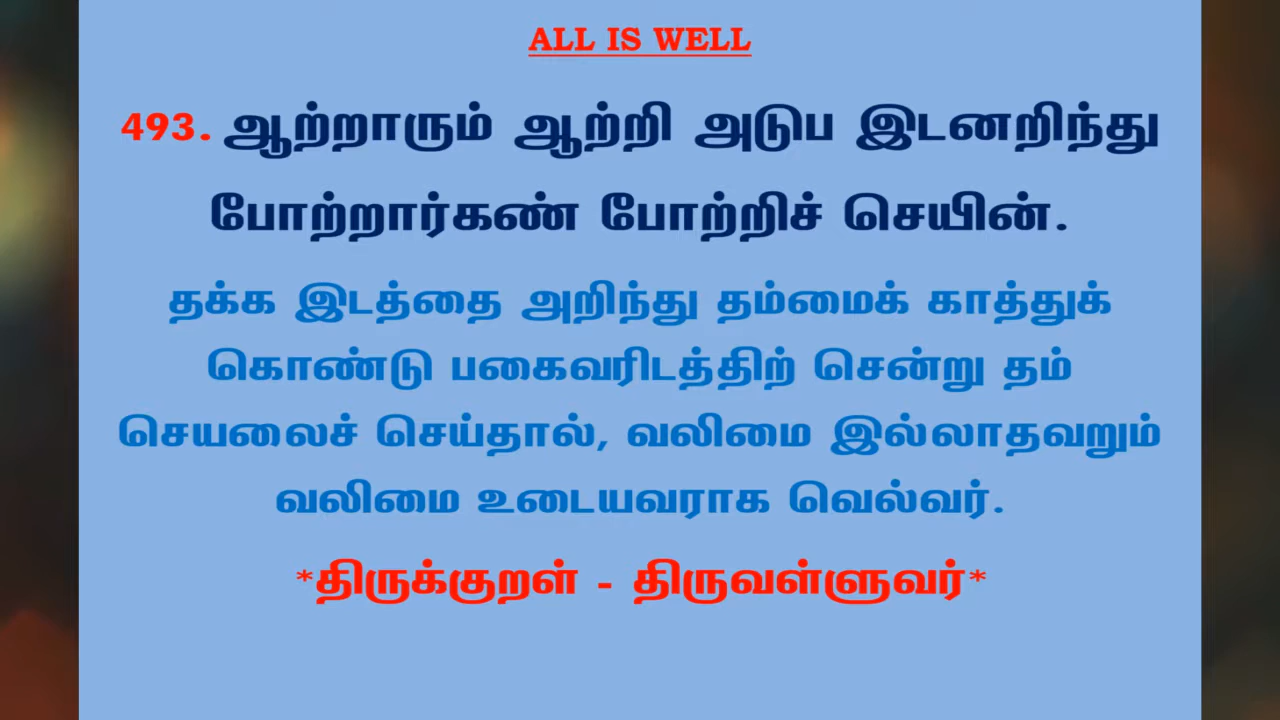 ALL IS WELL
493. ஆற்றாரும் ஆற்றி அடுப இடனறிந்து
போற்றார்கண் போற்றிச் செயின்.
தக்க இடத்தை அறிந்து தம்மைக் காத்துக்
கொண்டு பகைவரிடத்திற் சென்று தம்
செயலைச் செய்தால், வலிமை இல்லாதவறும்
வலிமை உடையவராக வெல்வர்.
*திருக்குறள் - திருவள்ளுவர்*